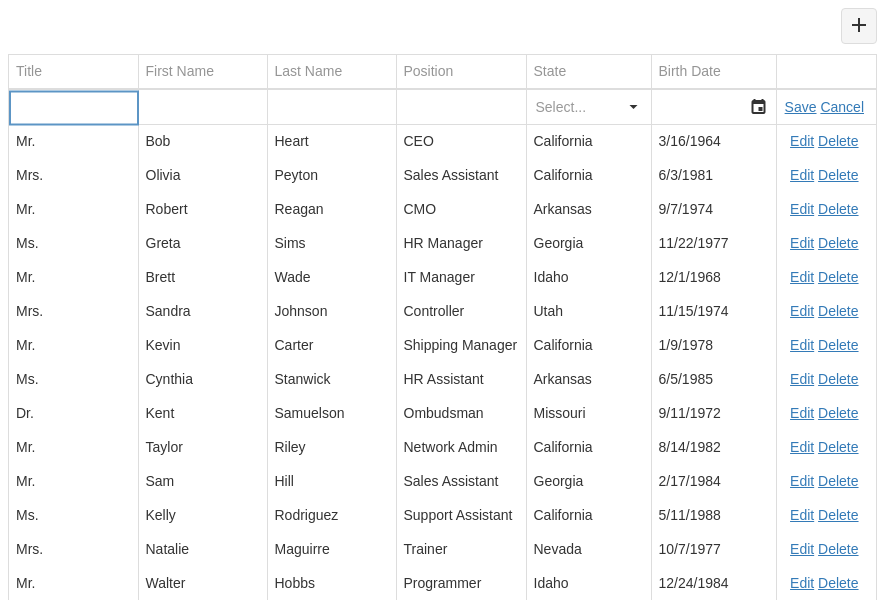 Title First Name Last Name Position State Birth Date
Select... Save Cancel
Mr. Bob Heart CEO California 3/16/1964 Edit Delete
Mrs. Olivia Peyton Sales Assistant California 6/3/1981 Edit Delete
Mr. Robert Reagan CMO Arkansas 9/7/1974 Edit Delete
Ms. Greta Sims HR Manager Georgia 11/22/1977 Edit Delete
Mr. Brett Wade IT Manager Idaho 12/1/1968 Edit Delete
Mrs. Sandra Johnson Controller Utah 11/15/1974 Edit Delete
Mr. Kevin Carter Shipping Manager California 1/9/1978 Edit Delete
Ms. Cynthia Stanwick HR Assistant Arkansas 6/5/1985 Edit Delete
Dr. Kent Samuelson Ombudsman Missouri 9/11/1972 Edit Delete
Mr. Taylor Riley Network Admin California 8/14/1982 Edit Delete
Mr. Sam Hill Sales Assistant Georgia 2/17/1984 Edit Delete
Ms. Kelly Rodriguez Support Assistant California 5/11/1988 Edit Delete
Mrs. Natalie Maguirre Trainer Nevada 10/7/1977 Edit Delete
Mr. Walter Hobbs Programmer Idaho 12/24/1984 Edit Delete